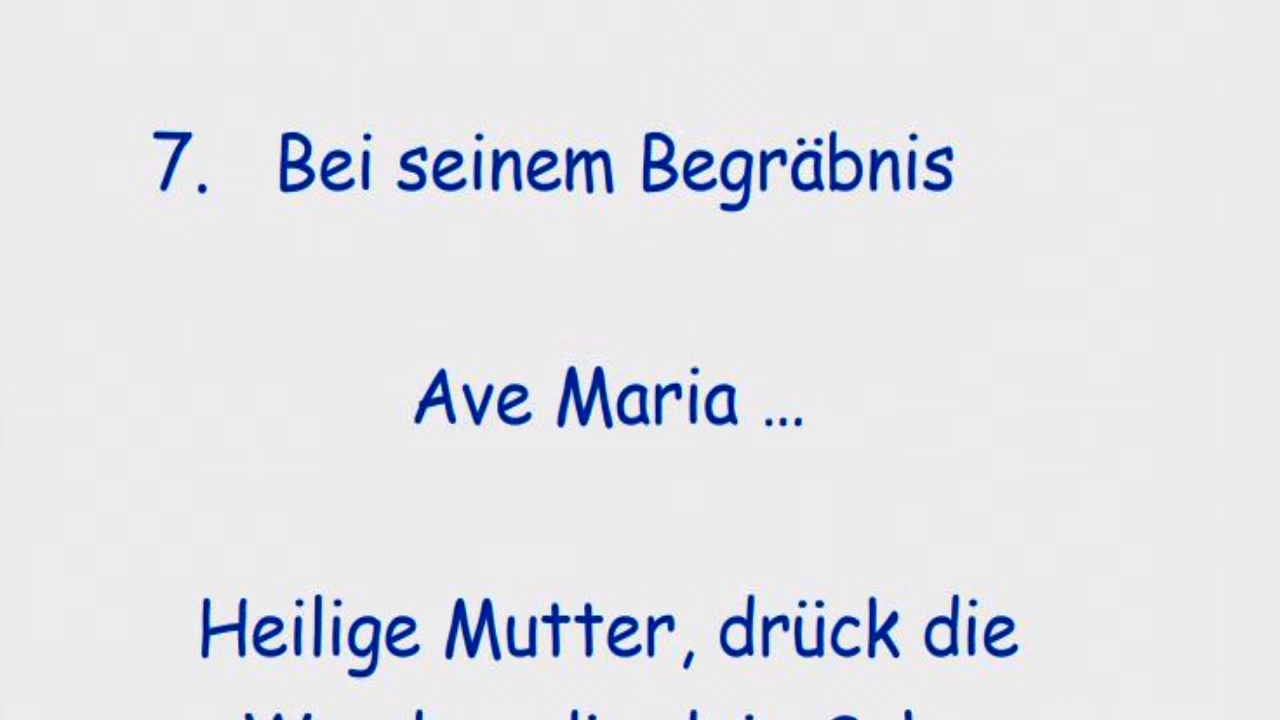 7. Bei seinem Begräbnis
Ave Maria ...
Heilige Mutter, drück die